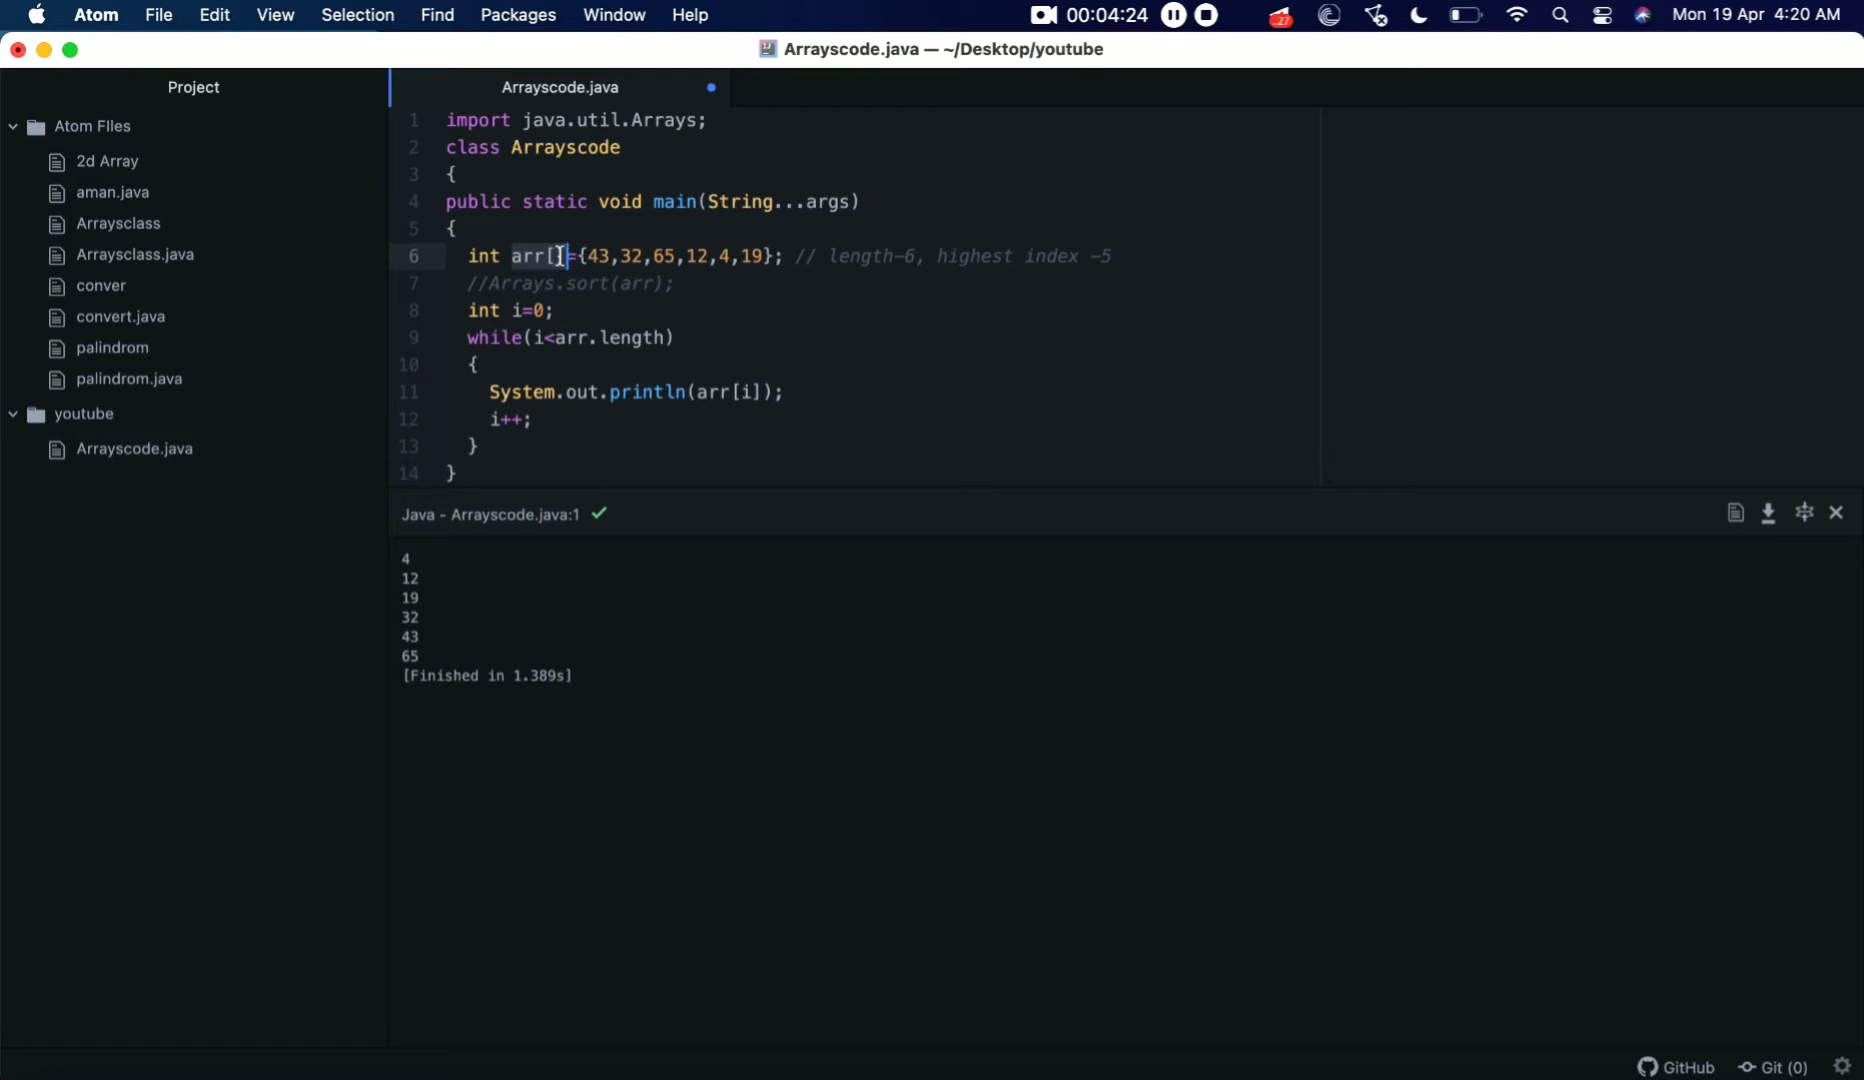 Atom File Edit View Selection Find Packages Window Help 00:04:24 27 Mon 19 Apr 4:20 AM
Arrayscode.java — ~/Desktop/youtube
Project
Arrayscode.java
Atom FIles
2d Array
aman.java
Arraysclass
Arraysclass.java
conver
convert.java
palindrom
palindrom.java
youtube
Arrayscode.java
1 import java.util.Arrays;
2 class Arrayscode
3 {
4 public static void main(String...args)
5 {
6 int arr[]={43,32,65,12,4,19}; // length-6, highest index -5
7 //Arrays.sort(arr);
8 int i=0;
9 while(i<arr.length)
10 {
11 System.out.println(arr[i]);
12 i++;
13 }
14 }
Java - Arrayscode.java:1
4
12
19
32
43
65
[Finished in 1.389s]
GitHub Git (0)